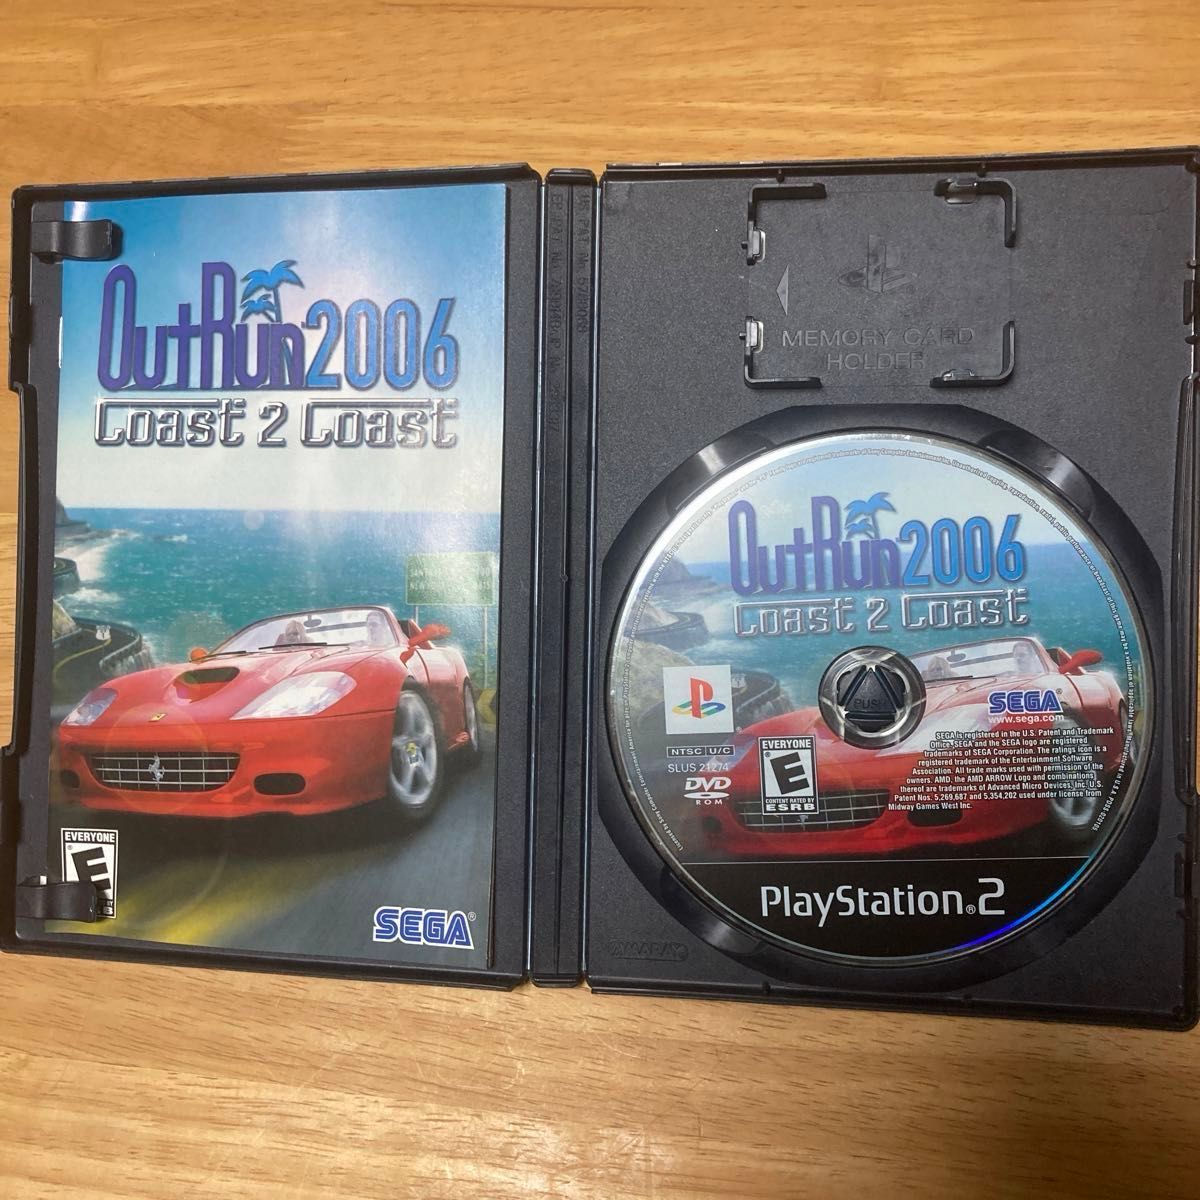 OutRun2006
Coast 2 Coast
EVERYONE
E
SEGA®
MEMORY CARD
HOLDER
OutRun2006
Coast 2 Coast
PUSH
SEGA
www.sega.com
SEGA is registered in the U.S. Patent and Trademark
Office. SEGA and the SEGA logo are registered
trademarks of SEGA Corporation. The ratings icon is a
registered trademark of the Entertainment Software
Association. All trade marks used with permission of the
owners. AMD, the AMD ARROW Logo and combinations
thereof are trademarks of Advanced Micro Devices, Inc. U.S.
Patent Nos. 5,269,687 and 5,354,202 used under license from
Midway Games West Inc.
NTSC U/C
SLUS 21274
DVD
ROM
EVERYONE
E
CONTENT RATED BY
ESRB
PlayStation®2
AMARAY